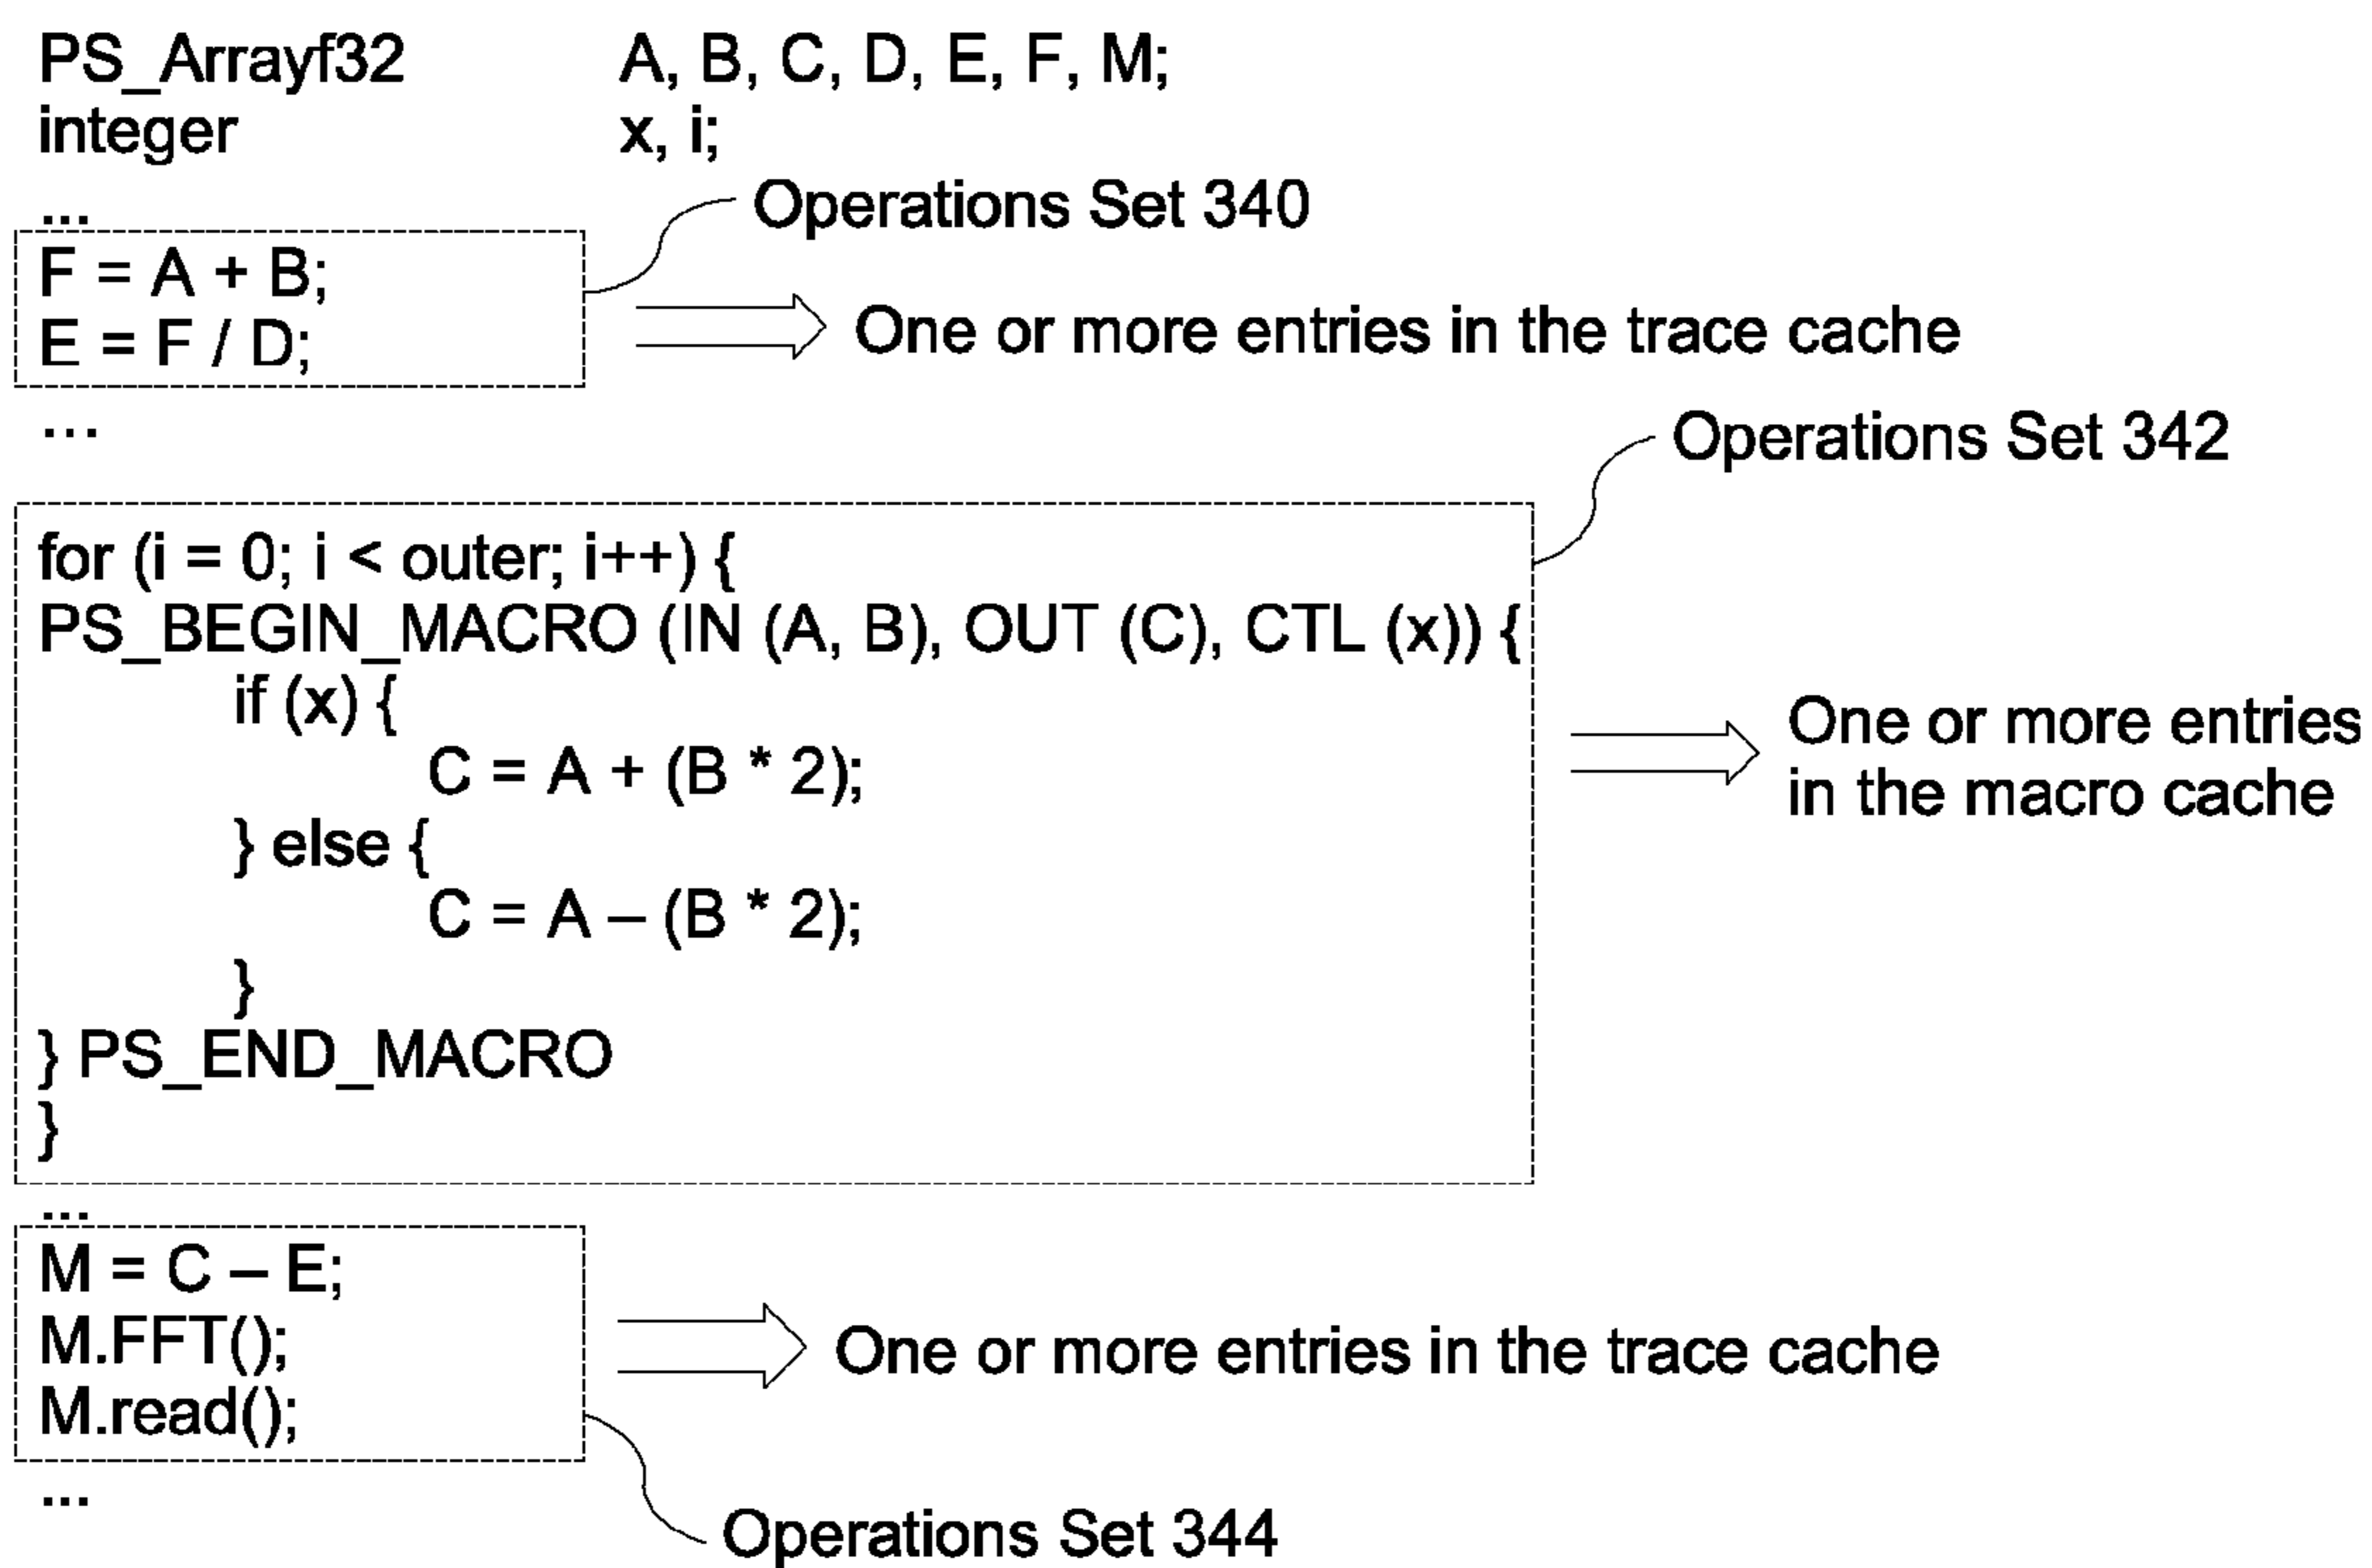 PS_Arrayf32 A, B, C, D, E, F, M;
integer x, i;
...
Operations Set 340
F = A + B;
E = F / D;
One or more entries in the trace cache
...
Operations Set 342
for (i = 0; i < outer; i++) {
PS_BEGIN_MACRO (IN (A, B), OUT (C), CTL (x)) {
if (x) {
C = A + (B * 2);
} else {
C = A – (B * 2);
}
} PS_END_MACRO
}
One or more entries
in the macro cache
...
M = C – E;
M.FFT();
M.read();
One or more entries in the trace cache
...
Operations Set 344